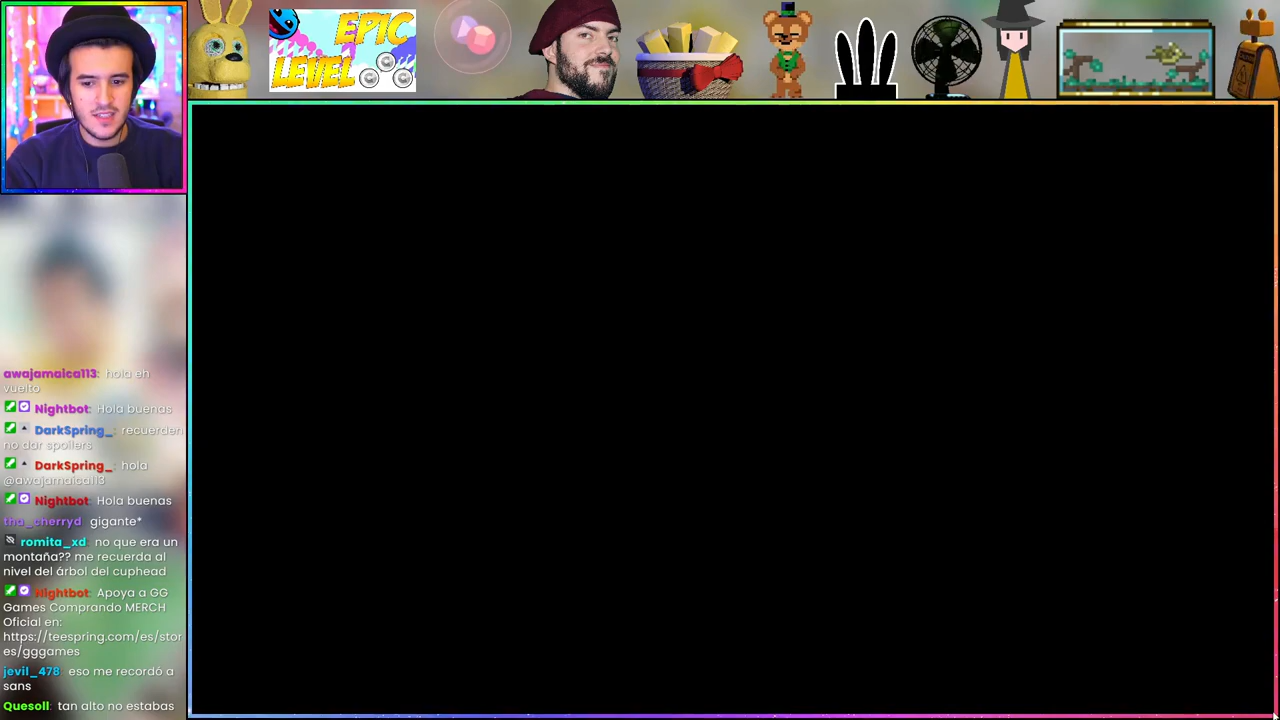 EPIC
LEVEL
awajamaica113: hola eh
vuelto
Nightbot: Hola buenas
DarkSpring_: recuerden
no dar spoilers
DarkSpring_: hola
@awajamaica113
Nightbot: Hola buenas
tha_cherryd: gigante*
romita_xd: no que era un
montaña?? me recuerda al
nivel del árbol del cuphead
Nightbot: Apoya a GG
Games Comprando MERCH
Oficial en:
https://teespring.com/es/stor
es/gggames
jevil_478: eso me recordó a
sans
Quesoll: tan alto no estabas